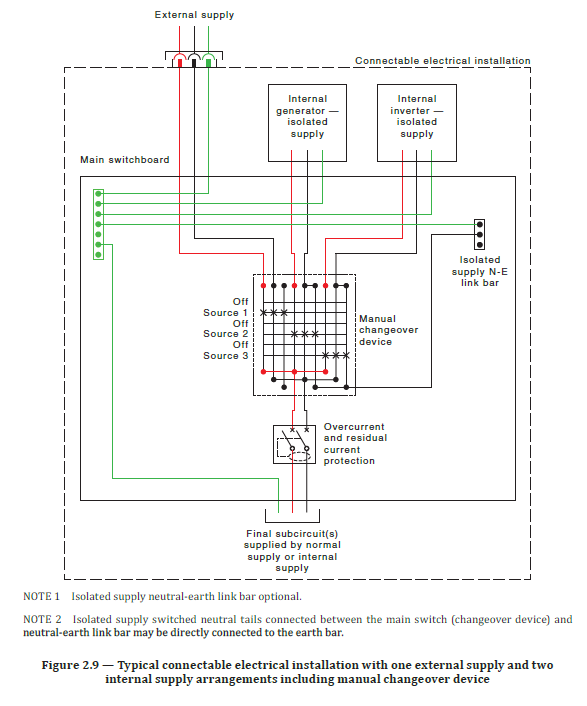 External supply
Connectable electrical installation
Internal
generator —
isolated
supply
Internal
inverter —
isolated
supply
Main switchboard
Isolated
supply N-E
link bar
Off
Source 1
Off
Source 2
Off
Source 3
Manual
changeover
device
Overcurrent
and residual
current
protection
Final subcircuit(s)
supplied by normal
supply or internal
supply
NOTE 1 Isolated supply neutral-earth link bar optional.
NOTE 2 Isolated supply switched neutral tails connected between the main switch (changeover device) and
neutral-earth link bar may be directly connected to the earth bar.
Figure 2.9 — Typical connectable electrical installation with one external supply and two
internal supply arrangements including manual changeover device